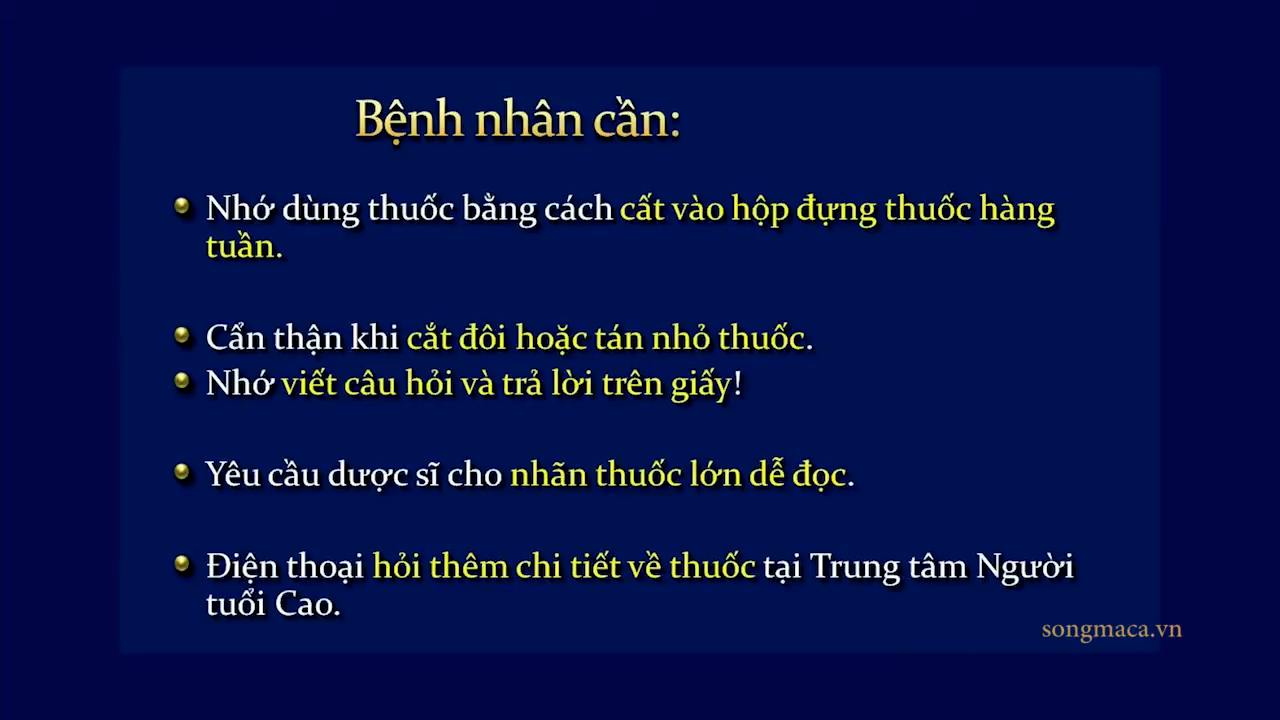 Bệnh nhân cần:
Nhớ dùng thuốc bằng cách cất vào hộp đựng thuốc hàng
tuần.
Cẩn thận khi cắt đôi hoặc tán nhỏ thuốc.
Nhớ viết câu hỏi và trả lời trên giấy!
Yêu cầu dược sĩ cho nhãn thuốc lớn dễ đọc.
Điện thoại hỏi thêm chi tiết về thuốc tại Trung tâm Người
tuổi Cao.
songmaca.vn